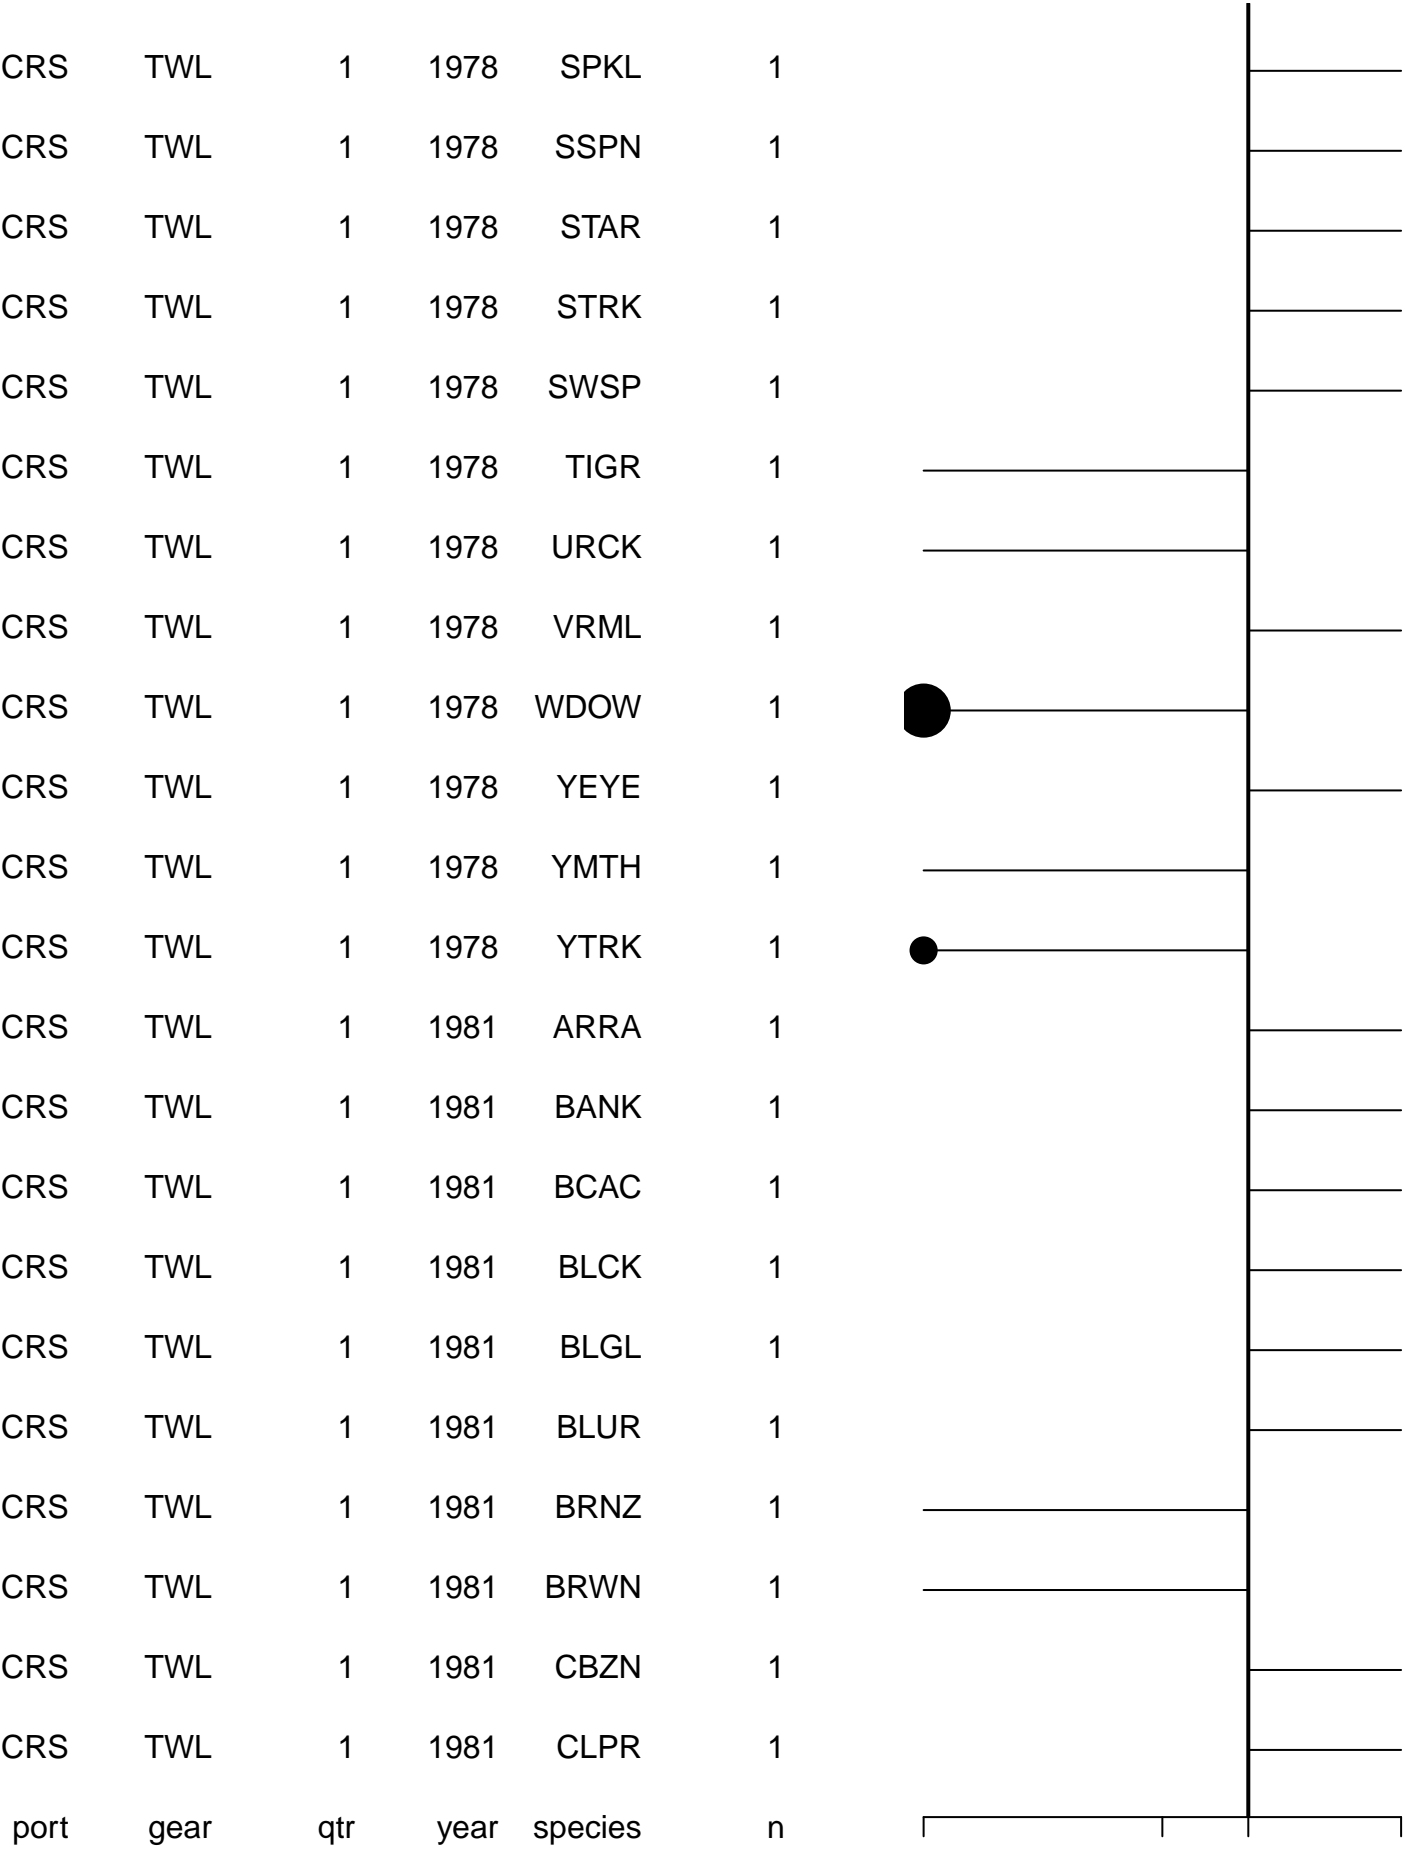 CRS TWL 1 1978 SPKL 1
CRS TWL 1 1978 SSPN 1
CRS TWL 1 1978 STAR 1
CRS TWL 1 1978 STRK 1
CRS TWL 1 1978 SWSP 1
CRS TWL 1 1978 TIGR 1
CRS TWL 1 1978 URCK 1
CRS TWL 1 1978 VRML 1
CRS TWL 1 1978 WDOW 1
CRS TWL 1 1978 YEYE 1
CRS TWL 1 1978 YMTH 1
CRS TWL 1 1978 YTRK 1
CRS TWL 1 1981 ARRA 1
CRS TWL 1 1981 BANK 1
CRS TWL 1 1981 BCAC 1
CRS TWL 1 1981 BLCK 1
CRS TWL 1 1981 BLGL 1
CRS TWL 1 1981 BLUR 1
CRS TWL 1 1981 BRNZ 1
CRS TWL 1 1981 BRWN 1
CRS TWL 1 1981 CBZN 1
CRS TWL 1 1981 CLPR 1
port gear qtr year species n